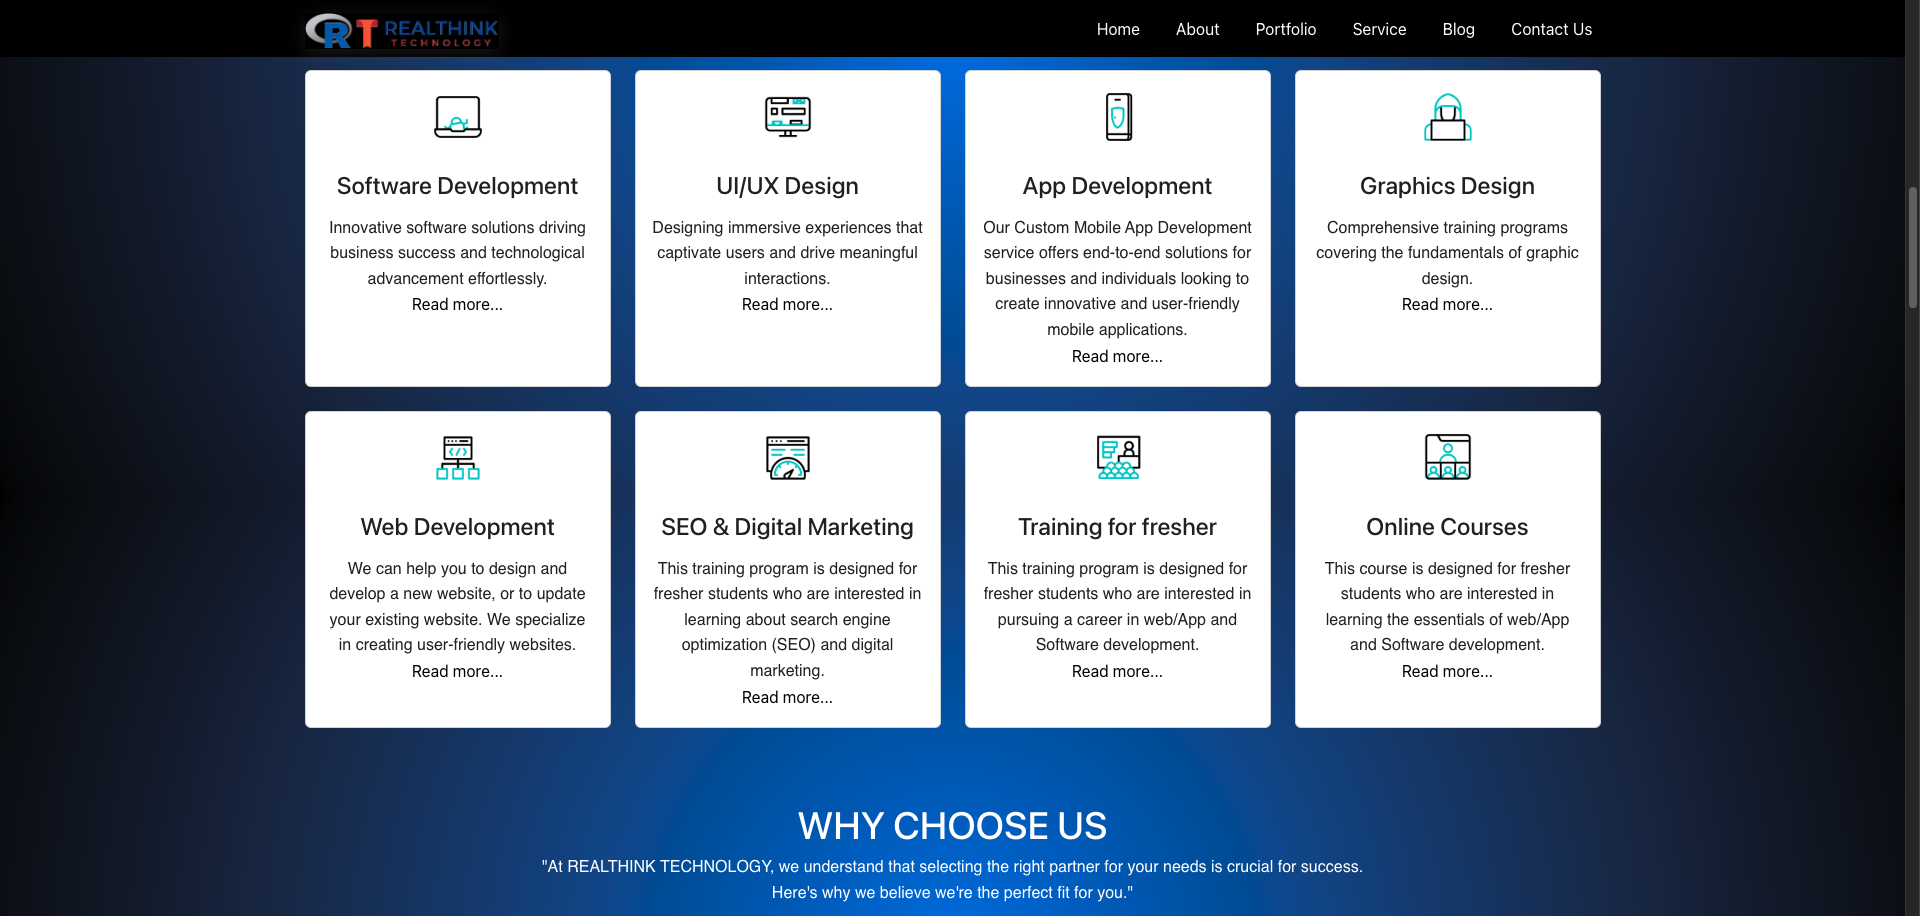 RT REALTHINK
TECHNOLOGY
Home
About
Portfolio
Service
Blog
Contact Us
Software Development
Innovative software solutions driving
business success and technological
advancement effortlessly.
Read more...
UI/UX Design
Designing immersive experiences that
captivate users and drive meaningful
interactions.
Read more...
App Development
Our Custom Mobile App Development
service offers end-to-end solutions for
businesses and individuals looking to
create innovative and user-friendly
mobile applications.
Read more...
Graphics Design
Comprehensive training programs
covering the fundamentals of graphic
design.
Read more...
Web Development
We can help you to design and
develop a new website, or to update
your existing website. We specialize
in creating user-friendly websites.
Read more...
SEO & Digital Marketing
This training program is designed for
fresher students who are interested in
learning about search engine
optimization (SEO) and digital
marketing.
Read more...
Training for fresher
This training program is designed for
fresher students who are interested in
pursuing a career in web/App and
Software development.
Read more...
Online Courses
This course is designed for fresher
students who are interested in
learning the essentials of web/App
and Software development.
Read more...
WHY CHOOSE US
"At REALTHINK TECHNOLOGY, we understand that selecting the right partner for your needs is crucial for success.
Here's why we believe we're the perfect fit for you."